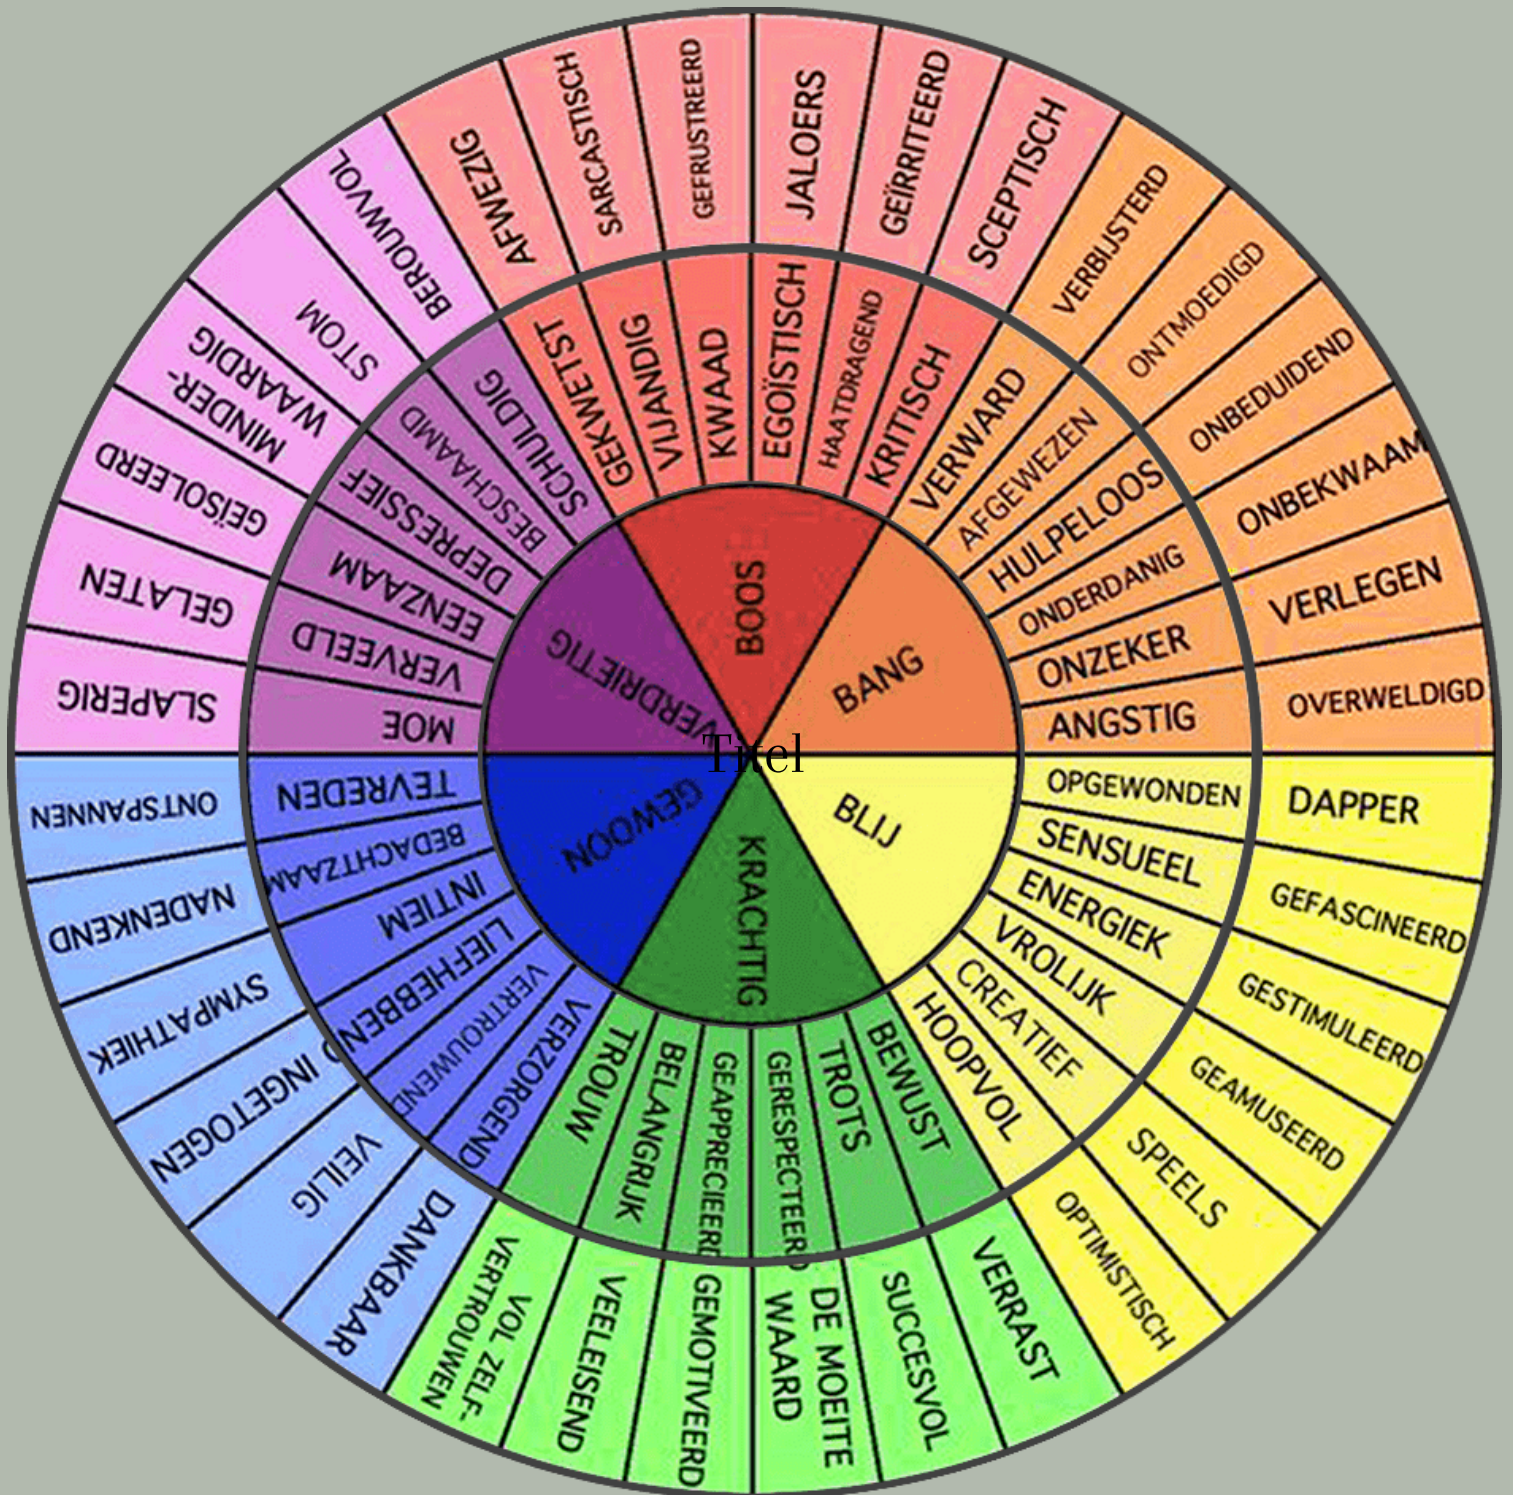 BOOS
BANG
BLIJ
KRACHTIG
GEWOON
VERDRIETIG
Titel
GEKWETST
VIJANDIG
KWAAD
EGOÏSTISCH
HAATDRAGEND
KRITISCH
VERWARD
AFGEWEZEN
HULPELOOS
ONDERDANIG
ONZEKER
ANGSTIG
OPGEWONDEN
SENSUEEL
ENERGIEK
VROLIJK
CREATIEF
HOOPVOL
BEWUST
TROTS
GERESPECTEERD
GEAPPRECIEERD
BELANGRIJK
TROUW
VERZORGEND
VERTROUWEND
LIEFHEBBEND
INTIEM
BEDACHTZAAM
TEVREDEN
MOE
VERVEELD
EENZAAM
DEPRESSIEF
BESCHAAMD
SCHULDIG
AFWEZIG
SARCASTISCH
GEFRUSTREERD
JALOERS
GEÏRRITEERD
SCEPTISCH
VERBIJSTERD
ONTMOEDIGD
ONBEDUIDEND
ONBEKWAAM
VERLEGEN
OVERWELDIGD
DAPPER
GEFASCINEERD
GESTIMULEERD
GEAMUSEERD
SPEELS
OPTIMISTISCH
VERRAST
SUCCESVOL
DE MOEITE
WAARD
GEMOTIVEERD
VEELEISEND
VOL ZELF-
VERTROUWEN
DANKBAAR
VEILIG
INGETOGEN
SYMPATHIEK
NADENKEND
ONTSPANNEN
SLAPERIG
GELATEN
GEÏSOLEERD
MINDER-
WAARDIG
STOM
BEROUWVOL